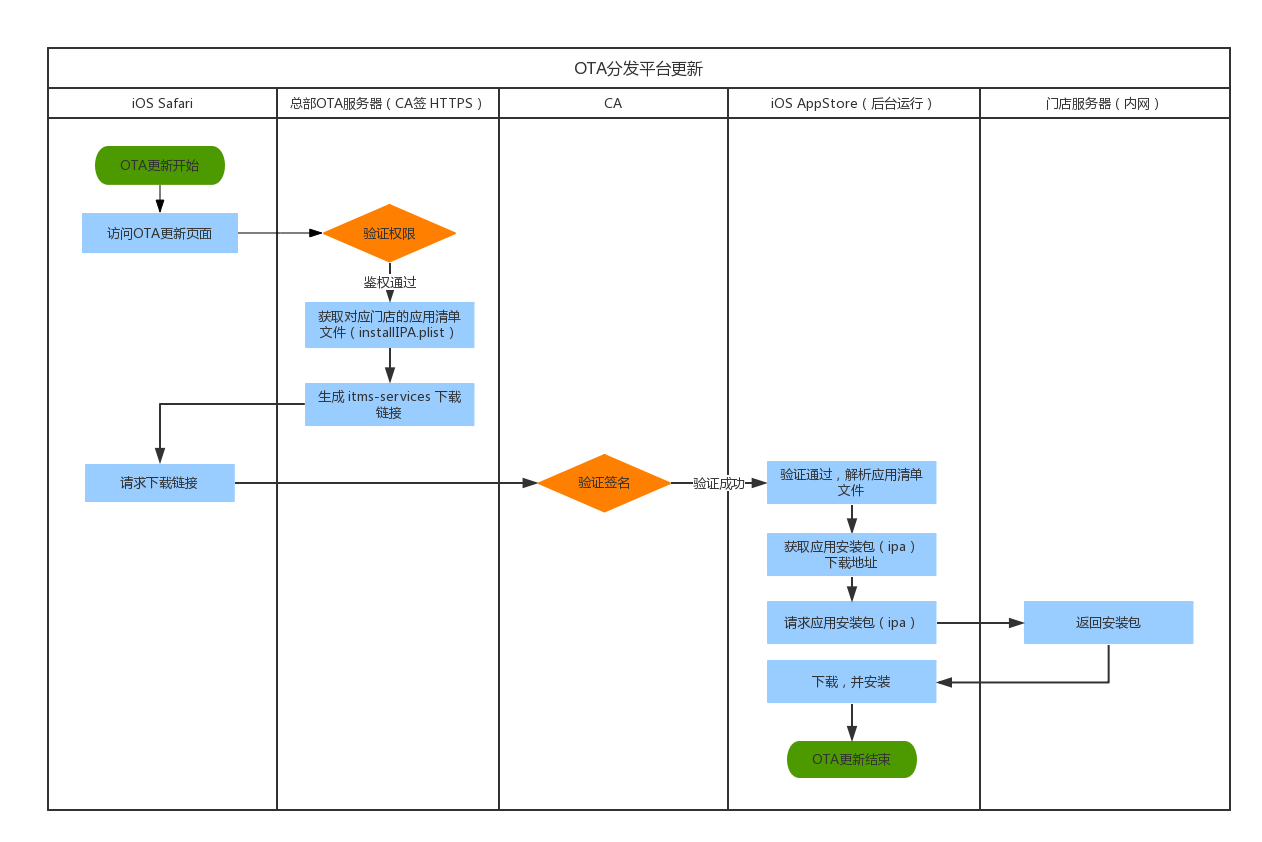 OTA分发平台更新
iOS Safari
总部OTA服务器（CA签 HTTPS）
CA
iOS AppStore（后台运行）
门店服务器（内网）
OTA更新开始
访问OTA更新页面
验证权限
鉴权通过
获取对应门店的应用清单
文件（installIPA.plist）
生成 itms-services 下载
链接
请求下载链接
验证签名
验证成功
验证通过，解析应用清单
文件
获取应用安装包（ipa）
下载地址
请求应用安装包（ipa）
返回安装包
下载，并安装
OTA更新结束